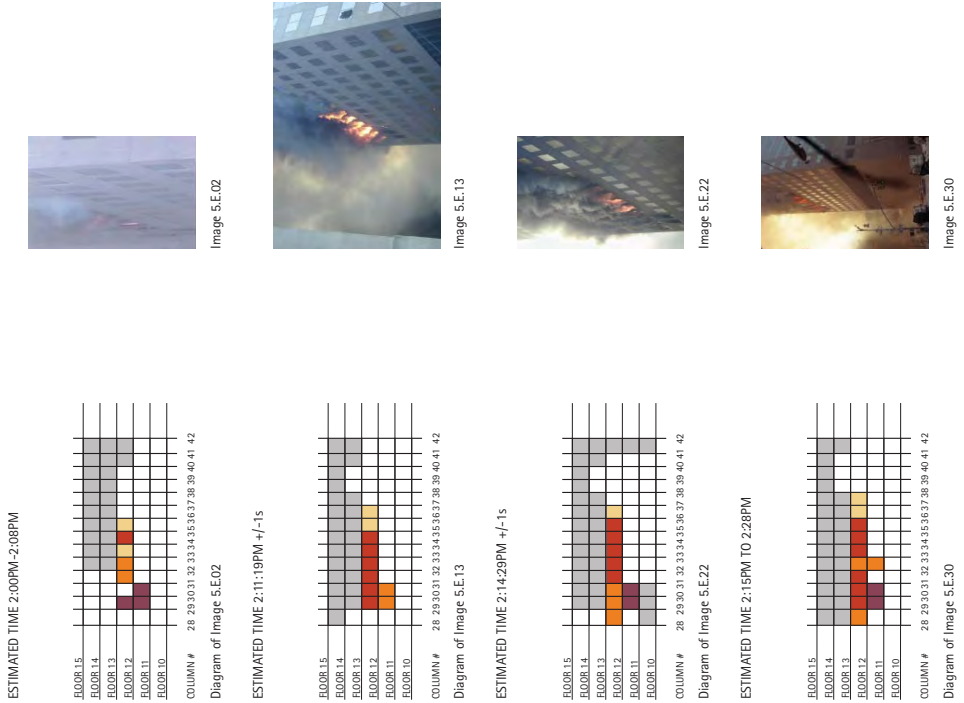 ESTIMATED TIME 2:00PM-2:08PM
FLOOR 15
FLOOR 14
FLOOR 13
FLOOR 12
FLOOR 11
FLOOR 10
COLUMN # 28 29 30 31 32 33 34 35 36 37 38 39 40 41 42
Diagram of Image 5.E.02
Image 5.E.02
ESTIMATED TIME 2:11:19PM +/-1s
FLOOR 15
FLOOR 14
FLOOR 13
FLOOR 12
FLOOR 11
FLOOR 10
COLUMN # 28 29 30 31 32 33 34 35 36 37 38 39 40 41 42
Diagram of Image 5.E.13
Image 5.E.13
ESTIMATED TIME 2:14:29PM +/-1s
FLOOR 15
FLOOR 14
FLOOR 13
FLOOR 12
FLOOR 11
FLOOR 10
COLUMN # 28 29 30 31 32 33 34 35 36 37 38 39 40 41 42
Diagram of Image 5.E.22
Image 5.E.22
ESTIMATED TIME 2:15PM TO 2:28PM
FLOOR 15
FLOOR 14
FLOOR 13
FLOOR 12
FLOOR 11
FLOOR 10
COLUMN # 28 29 30 31 32 33 34 35 36 37 38 39 40 41 42
Diagram of Image 5.E.30
Image 5.E.30